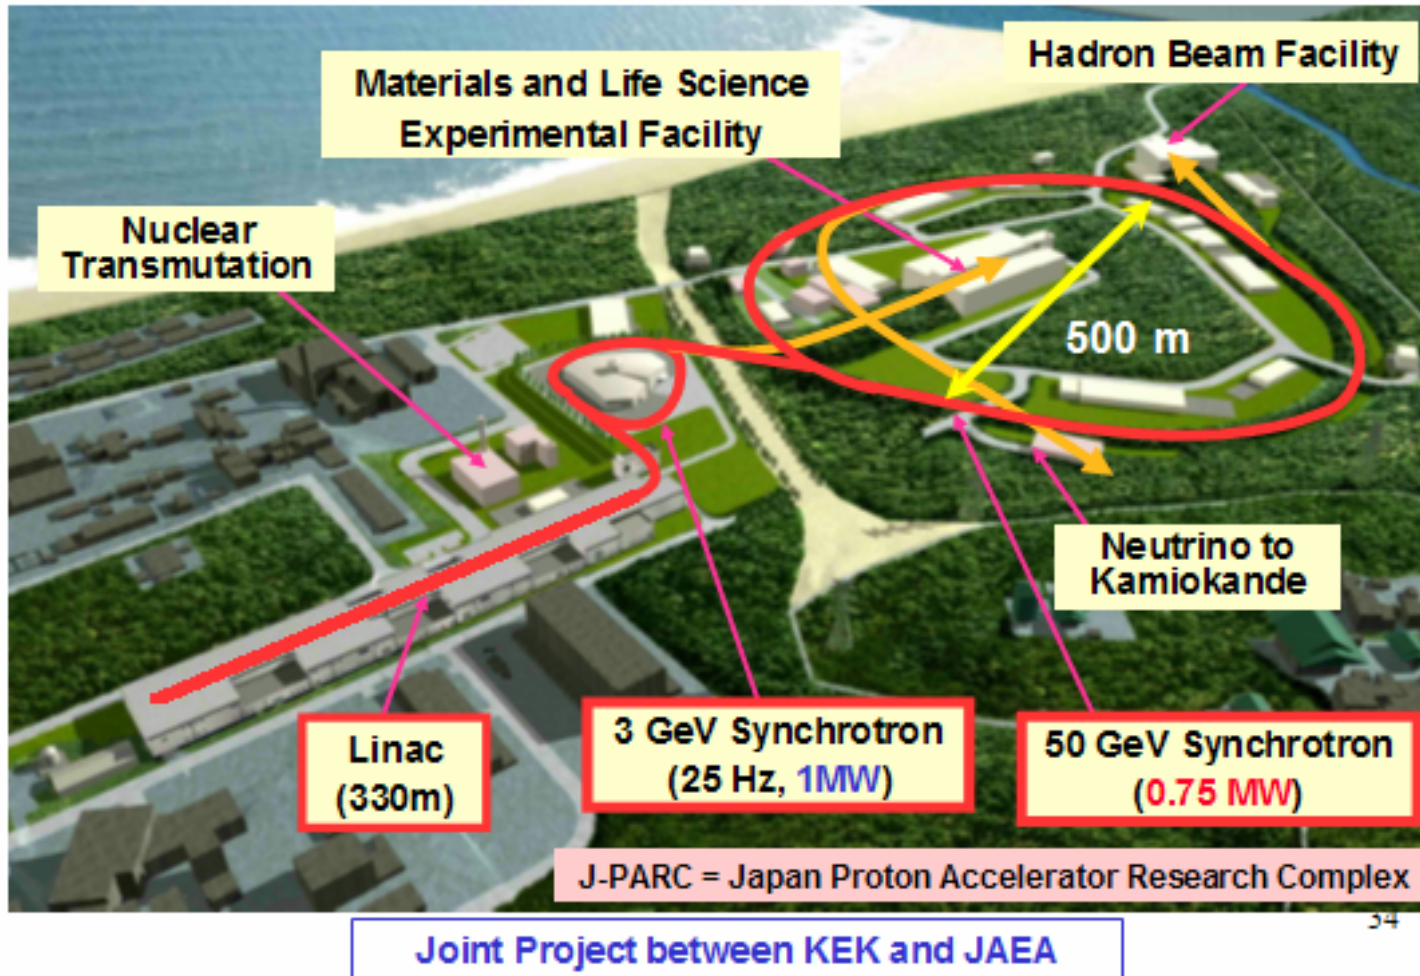 Hadron Beam Facility
Materials and Life Science
Experimental Facility
Nuclear
Transmutation
500 m
Neutrino to
Kamiokande
Linac
(330m)
3 GeV Synchrotron
(25 Hz, 1MW)
50 GeV Synchrotron
(0.75 MW)
J-PARC = Japan Proton Accelerator Research Complex
Joint Project between KEK and JAEA